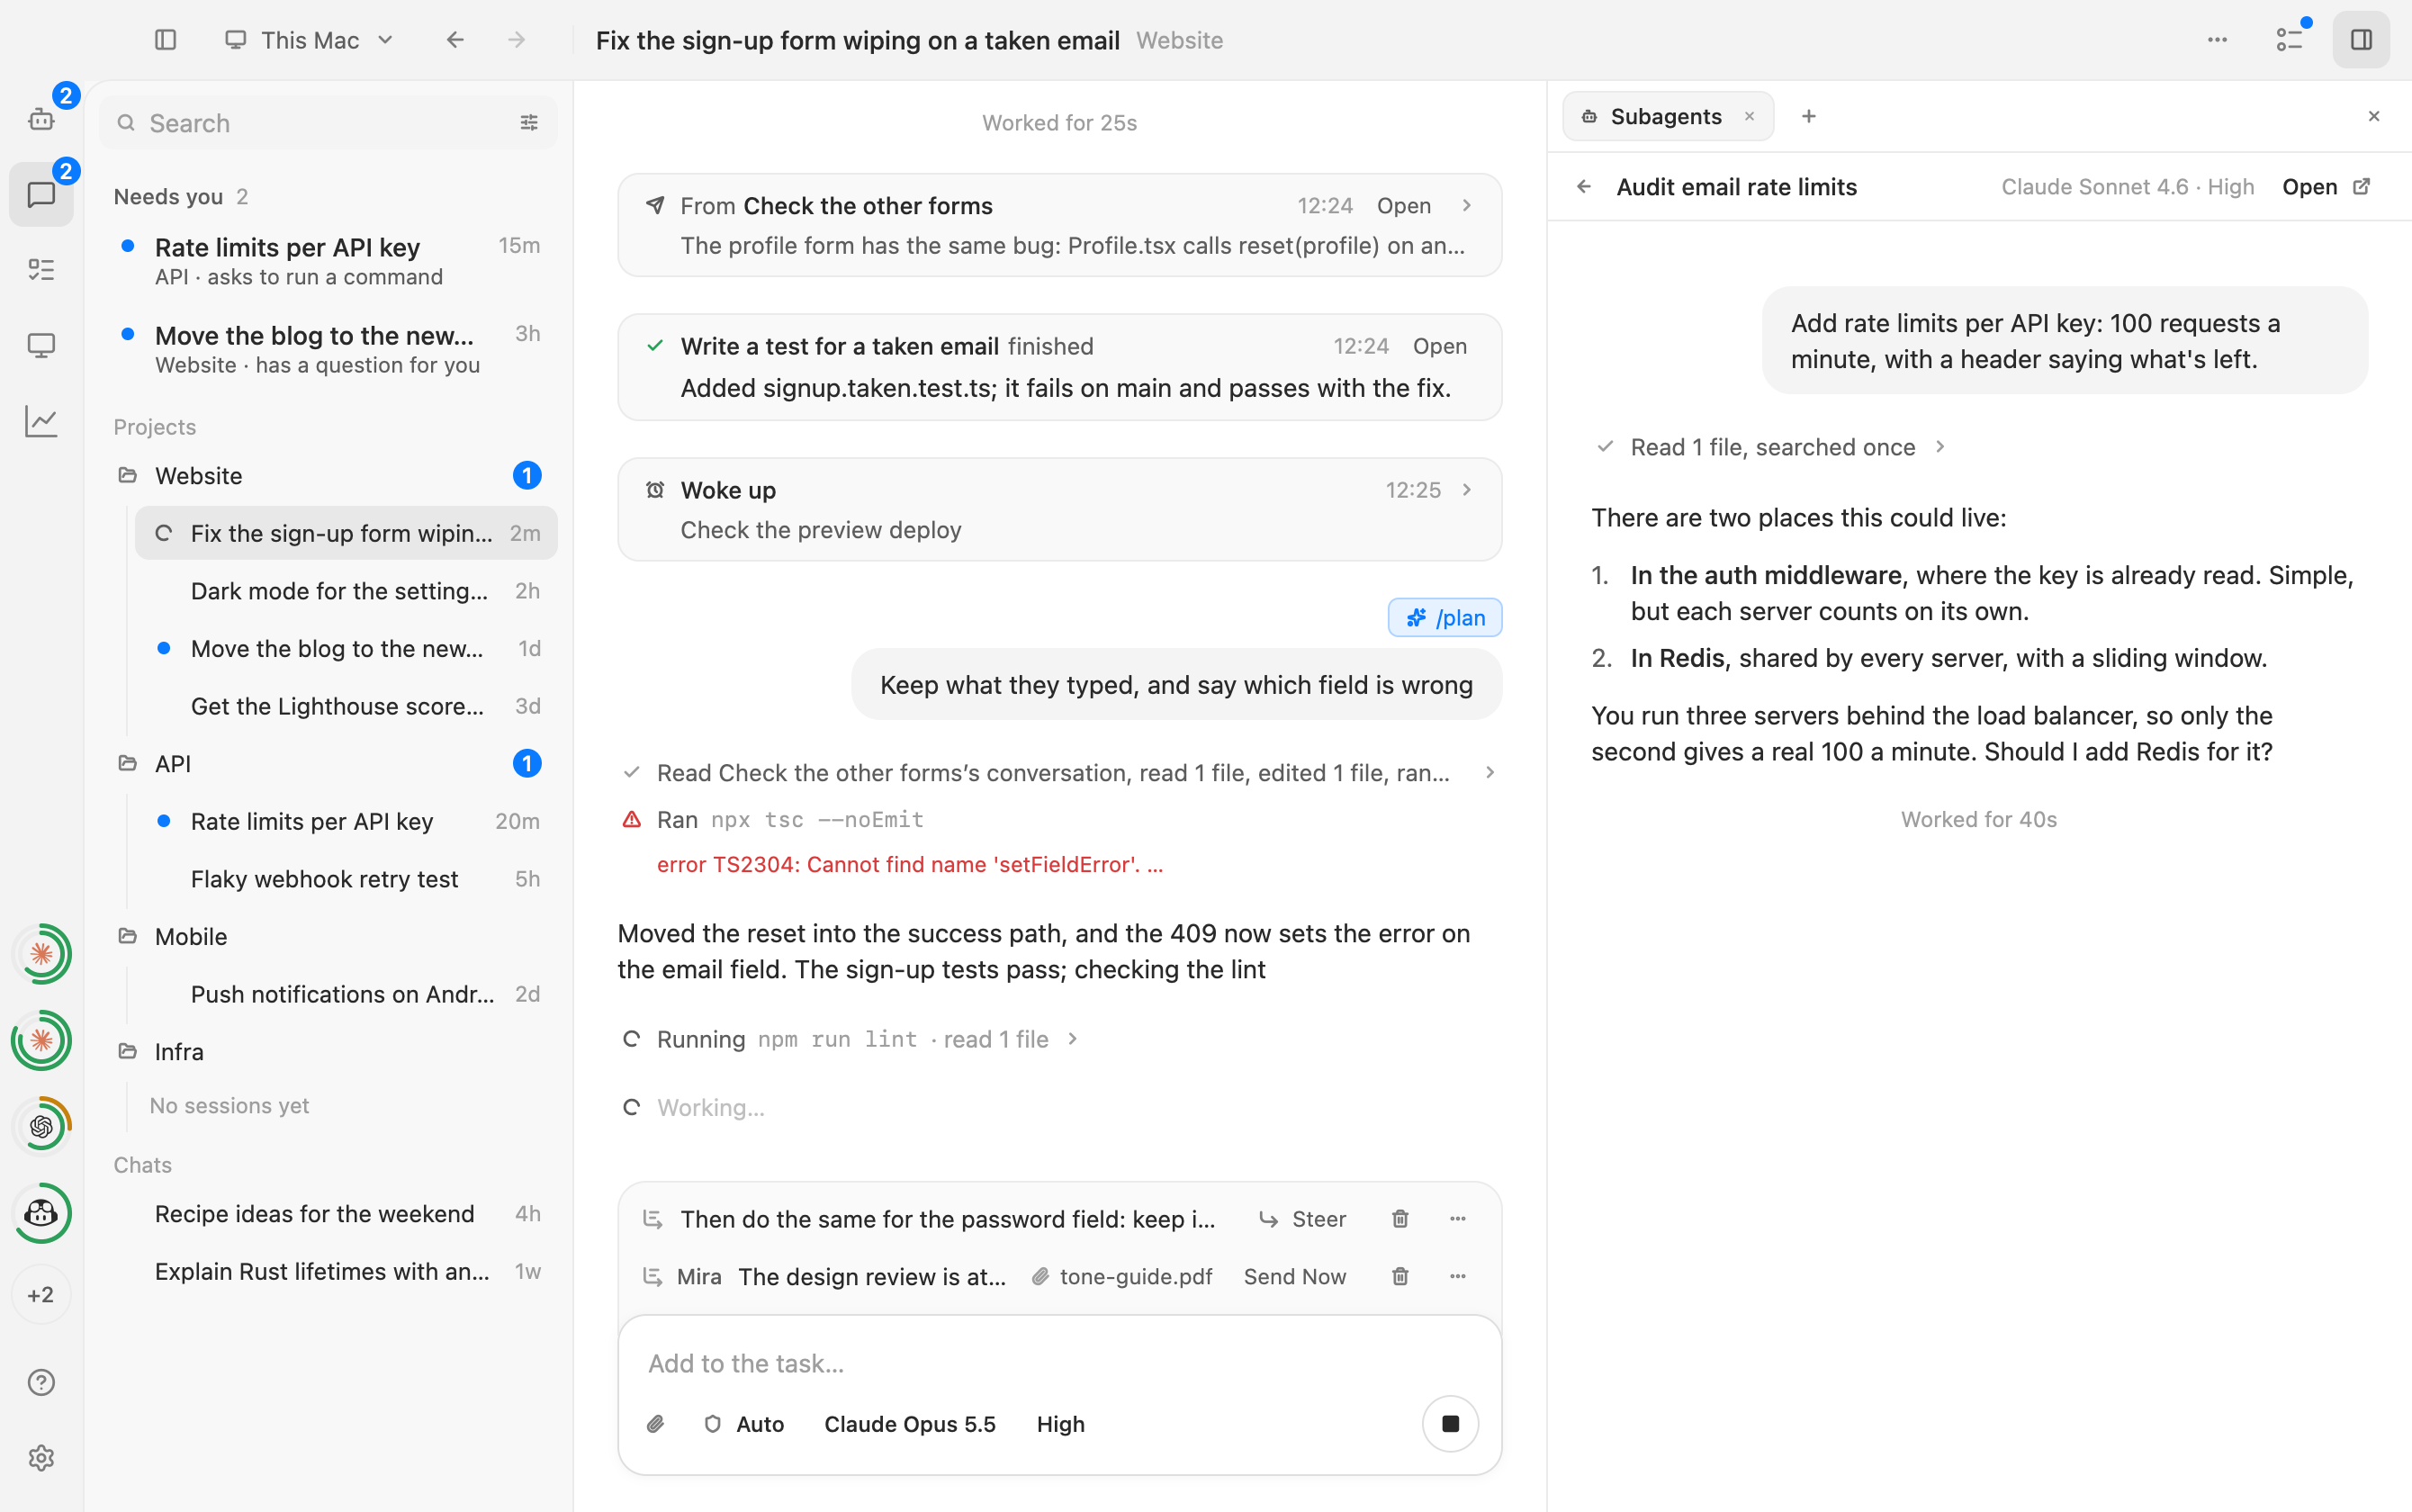 This Mac
Fix the sign-up form wiping on a taken email Website
2
2
Search
Needs you 2
Rate limits per API key 15m
API · asks to run a command
Move the blog to the new... 3h
Website · has a question for you
Projects
Website 1
Fix the sign-up form wipin... 2m
Dark mode for the setting... 2h
Move the blog to the new... 1d
Get the Lighthouse score... 3d
API 1
Rate limits per API key 20m
Flaky webhook retry test 5h
Mobile
Push notifications on Andr... 2d
Infra
No sessions yet
Chats
Recipe ideas for the weekend 4h
Explain Rust lifetimes with an... 1w
+2
Worked for 25s
From Check the other forms 12:24 Open
The profile form has the same bug: Profile.tsx calls reset(profile) on an...
Write a test for a taken email finished 12:24 Open
Added signup.taken.test.ts; it fails on main and passes with the fix.
Woke up 12:25
Check the preview deploy
/plan
Keep what they typed, and say which field is wrong
Read Check the other forms’s conversation, read 1 file, edited 1 file, ran...
Ran npx tsc --noEmit
error TS2304: Cannot find name 'setFieldError'. ...
Moved the reset into the success path, and the 409 now sets the error on
the email field. The sign-up tests pass; checking the lint
Running npm run lint · read 1 file
Working...
Then do the same for the password field: keep i... Steer
Mira The design review is at... tone-guide.pdf Send Now
Add to the task...
Auto Claude Opus 5.5 High
Subagents
Audit email rate limits Claude Sonnet 4.6 · High Open
Add rate limits per API key: 100 requests a
minute, with a header saying what's left.
Read 1 file, searched once
There are two places this could live:
1. In the auth middleware, where the key is already read. Simple,
but each server counts on its own.
2. In Redis, shared by every server, with a sliding window.
You run three servers behind the load balancer, so only the
second gives a real 100 a minute. Should I add Redis for it?
Worked for 40s